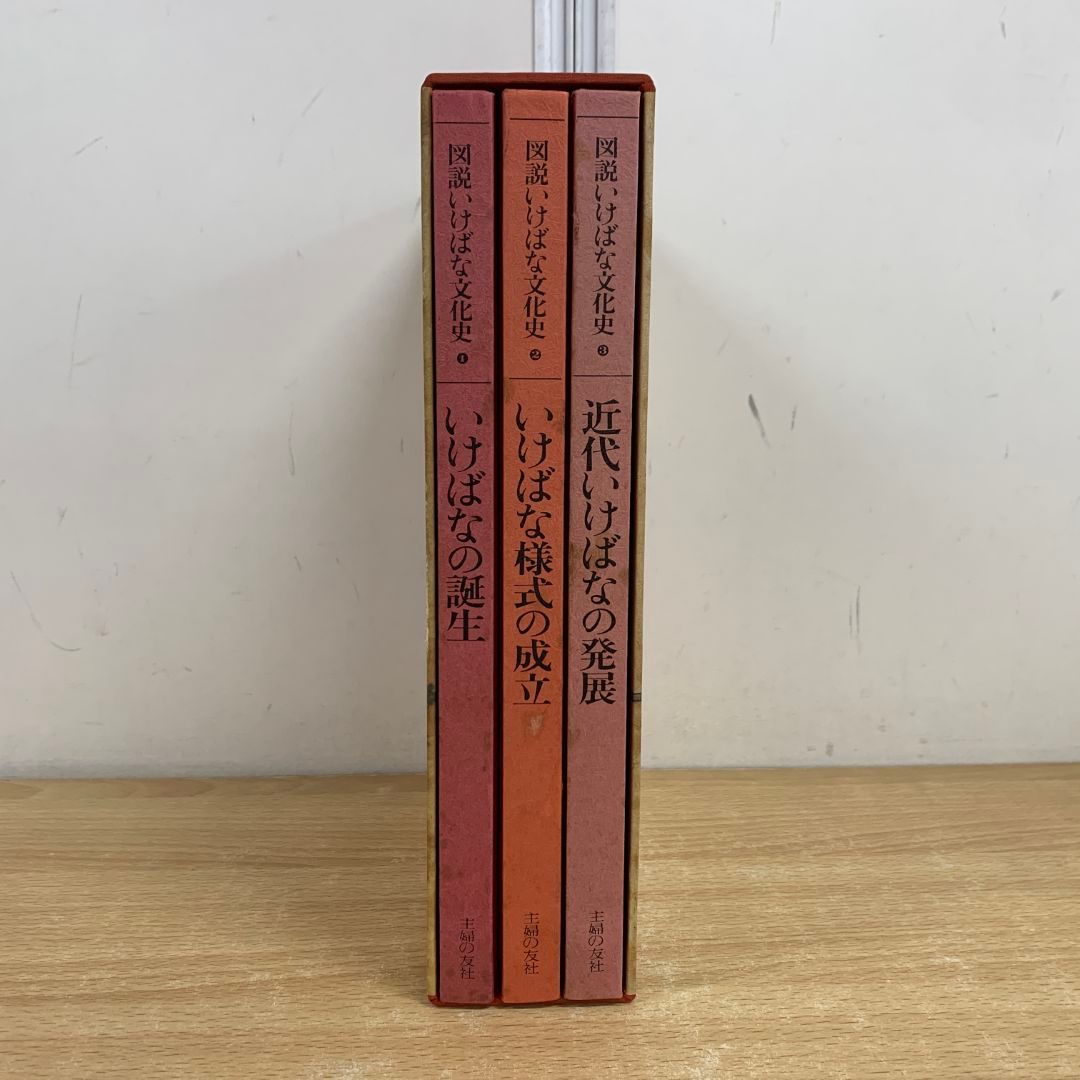 図説いけばな文化史 1
いけばなの誕生
主婦の友社
図説いけばな文化史 2
いけばな様式の成立
主婦の友社
図説いけばな文化史 3
近代いけばなの発展
主婦の友社